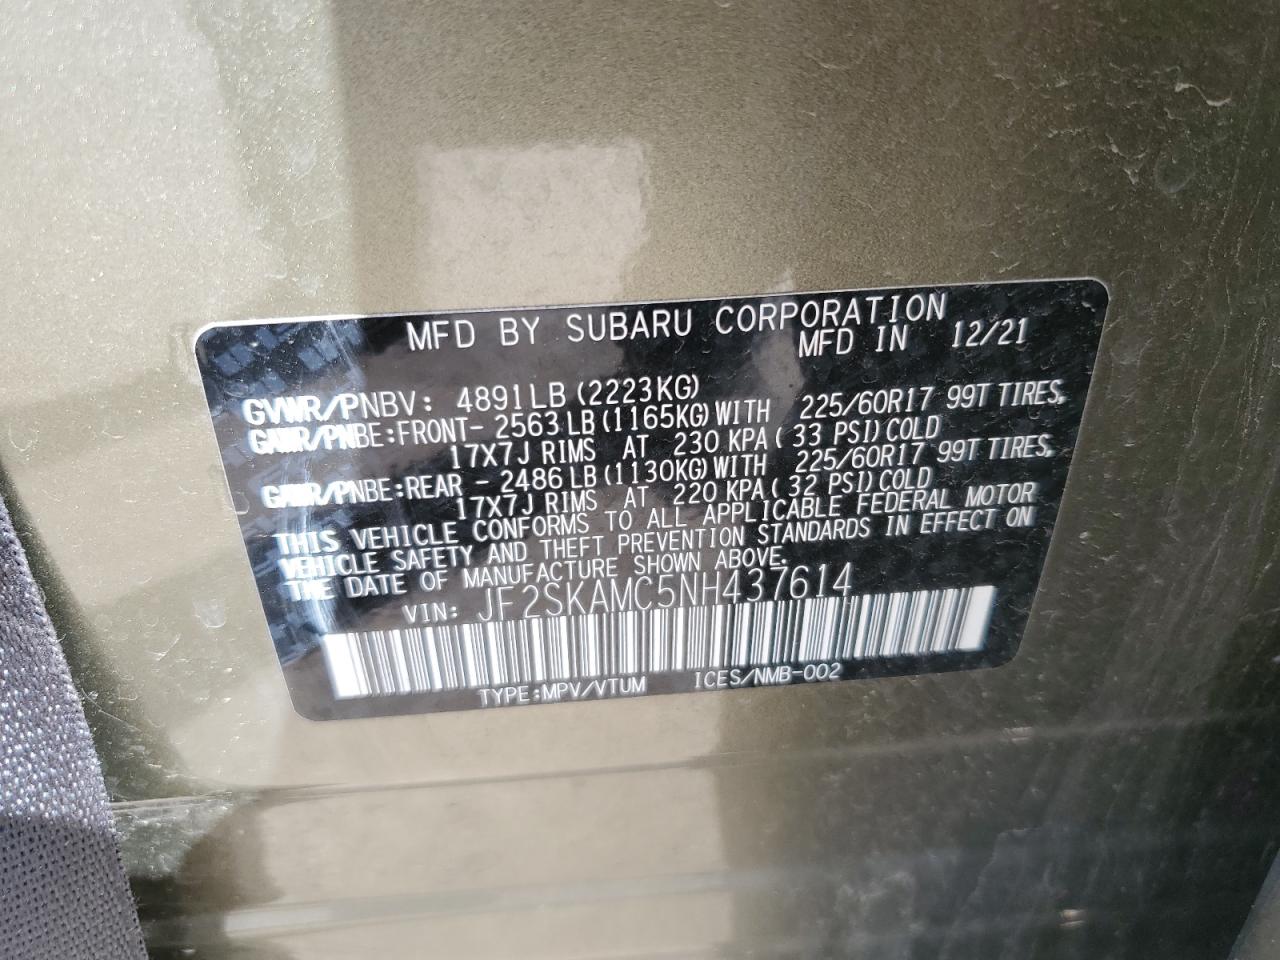 MFD BY SUBARU CORPORATION
MFD IN 12/21
GVWR/PNBV: 4891LB (2223KG)
GAWR/PNBE:FRONT- 2563 LB (1165KG) WITH 225/60R17 99T TIRES,
17X7J RIMS AT 230 KPA ( 33 PSI) COLD
GAWR/PNBE:REAR - 2486 LB (1130KG) WITH 225/60R17 99T TIRES,
17X7J RIMS AT 220 KPA ( 32 PSI) COLD
THIS VEHICLE CONFORMS TO ALL APPLICABLE FEDERAL MOTOR
VEHICLE SAFETY AND THEFT PREVENTION STANDARDS IN EFFECT ON
THE DATE OF MANUFACTURE SHOWN ABOVE.
VIN: JF2SKAMC5NH437614
TYPE:MPV/VTUM ICES/NMB-002